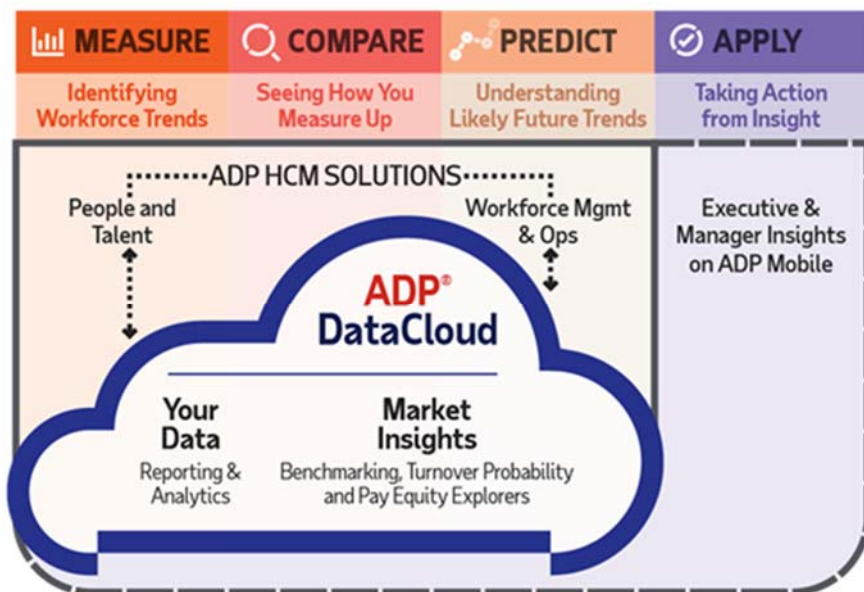 MEASURE
COMPARE
PREDICT
APPLY
Identifying
Workforce Trends
Seeing How You
Measure Up
Understanding
Likely Future Trends
Taking Action
from Insight
ADP HCM SOLUTIONS
People and
Talent
Workforce Mgmt
& Ops
Executive &
Manager Insights
on ADP Mobile
ADP®
DataCloud
Your
Data
Reporting &
Analytics
Market
Insights
Benchmarking, Turnover Probability
and Pay Equity Explorers